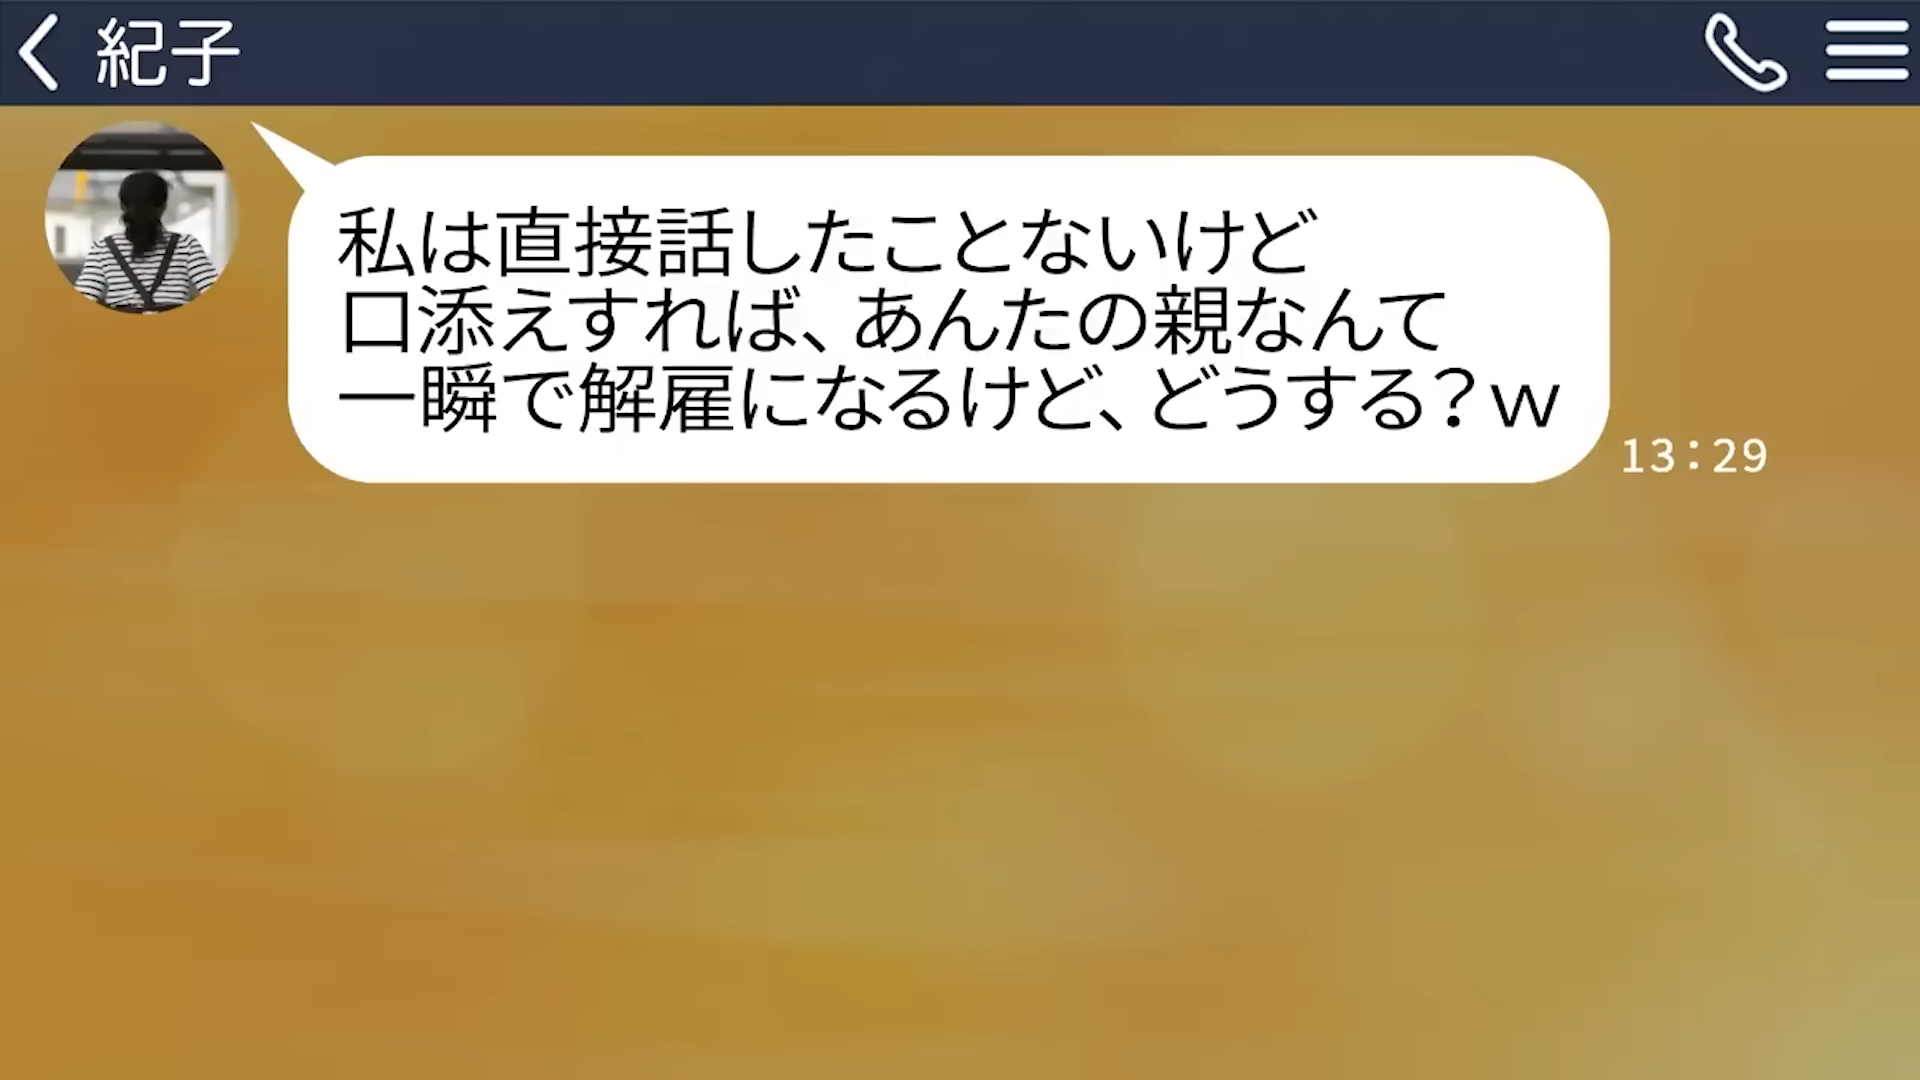 紀子
私は直接話したことないけど
口添えすれば、あんたの親なんて
一瞬で解雇になるけど、どうする？ｗ
13:29